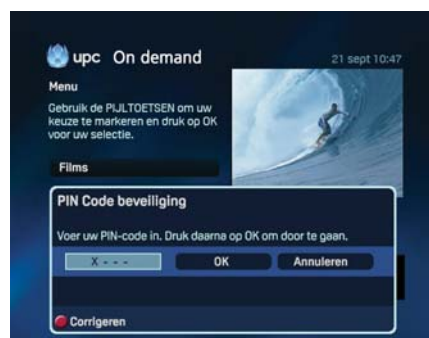 upc On demand
21 sept 10:47
Menu
Gebruik de PIJLTOETSEN om uw
keuze te markeren en druk op OK
voor uw selectie.
Films
PIN Code beveiliging
Voer uw PIN-code in. Druk daarna op OK om door te gaan.
X - - -
OK
Annuleren
Corrigeren